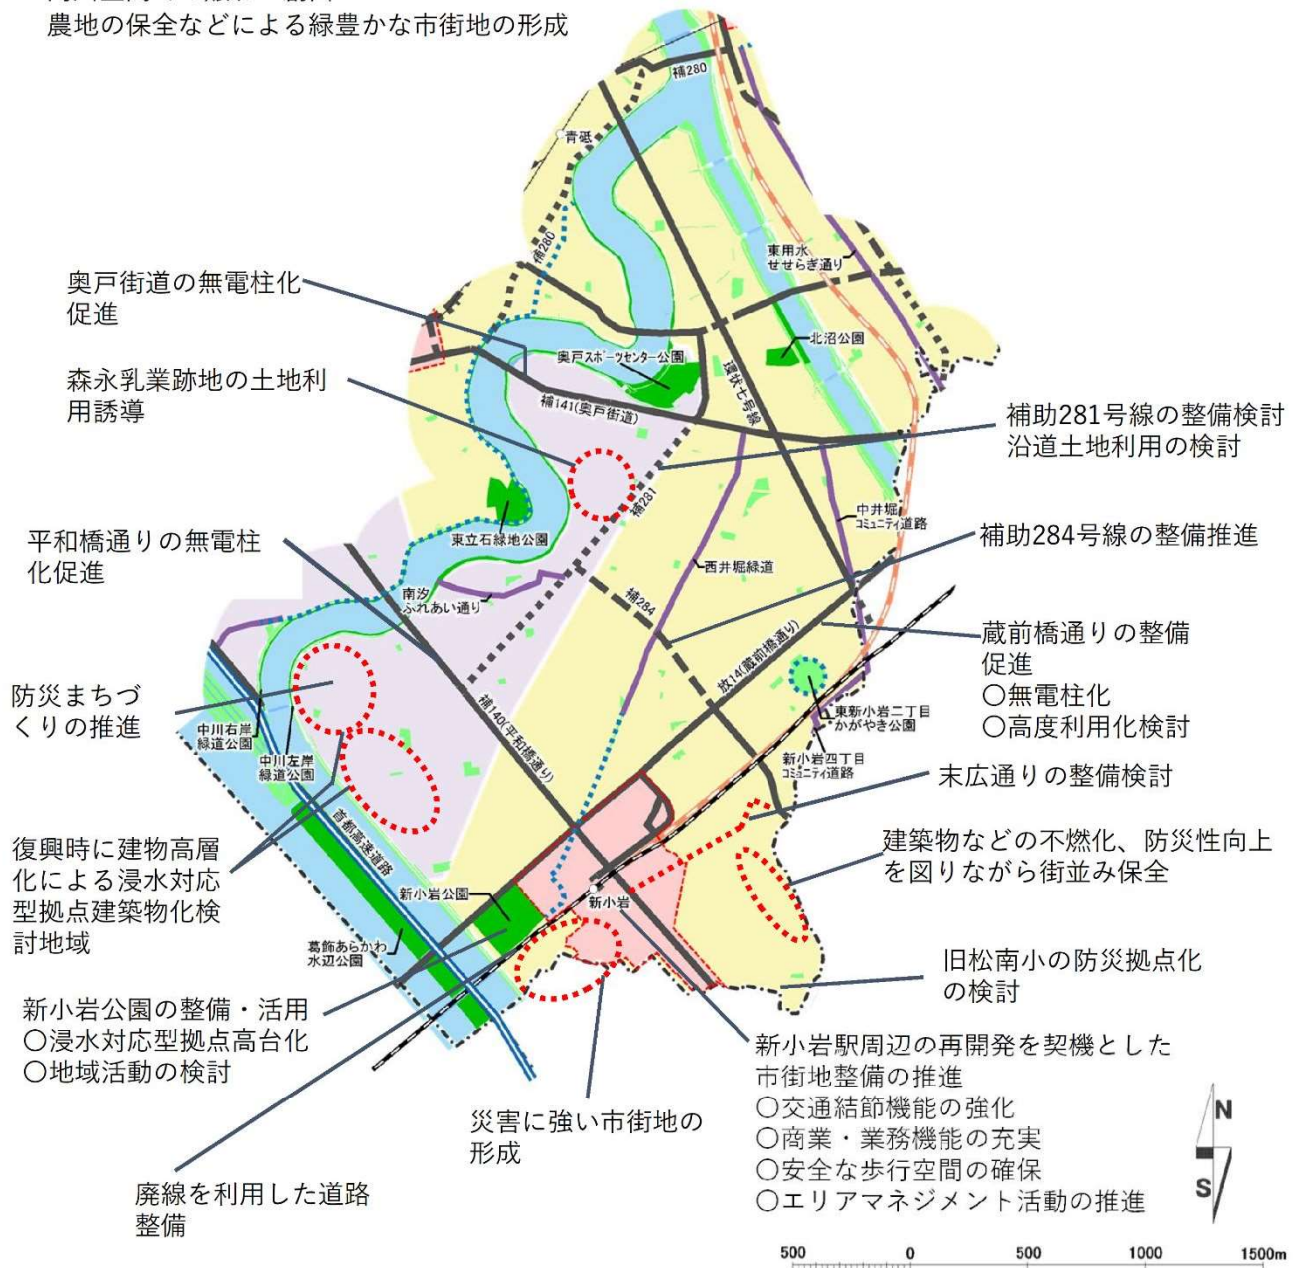 農地の保全などによる緑豊かな市街地の形成
補280
青砥
補280
東用水
せせらぎ通り
奥戸街道の無電柱化
促進
北沼公園
奥戸スポーツセンター公園
環状七号線
森永乳業跡地の土地利
用誘導
補141(奥戸街道)
補助281号線の整備検討
沿道土地利用の検討
補281
中井堀
コミュニティ道路
東立石緑地公園
平和橋通りの無電柱
化促進
補助284号線の整備推進
西井堀緑道
南汐
ふれあい通り
補284
放14(蔵前橋通り)
蔵前橋通りの整備
促進
○無電柱化
○高度利用化検討
防災まちづ
くりの推進
中川右岸
緑道公園
中川左岸
緑道公園
補140(平和橋通り)
東新小岩二丁目
かがやき公園
新小岩四丁目
コミュニティ道路
末広通りの整備検討
首都高速道路
復興時に建物高層
化による浸水対応
型拠点建築物化検
討地域
建築物などの不燃化、防災性向上
を図りながら街並み保全
新小岩公園
新小岩
葛飾あらかわ
水辺公園
旧松南小の防災拠点化
の検討
新小岩公園の整備・活用
○浸水対応型拠点高台化
○地域活動の検討
新小岩駅周辺の再開発を契機とした
市街地整備の推進
○交通結節機能の強化
○商業・業務機能の充実
○安全な歩行空間の確保
○エリアマネジメント活動の推進
災害に強い市街地の
形成
廃線を利用した道路
整備
N
S
500 0 500 1000 1500m